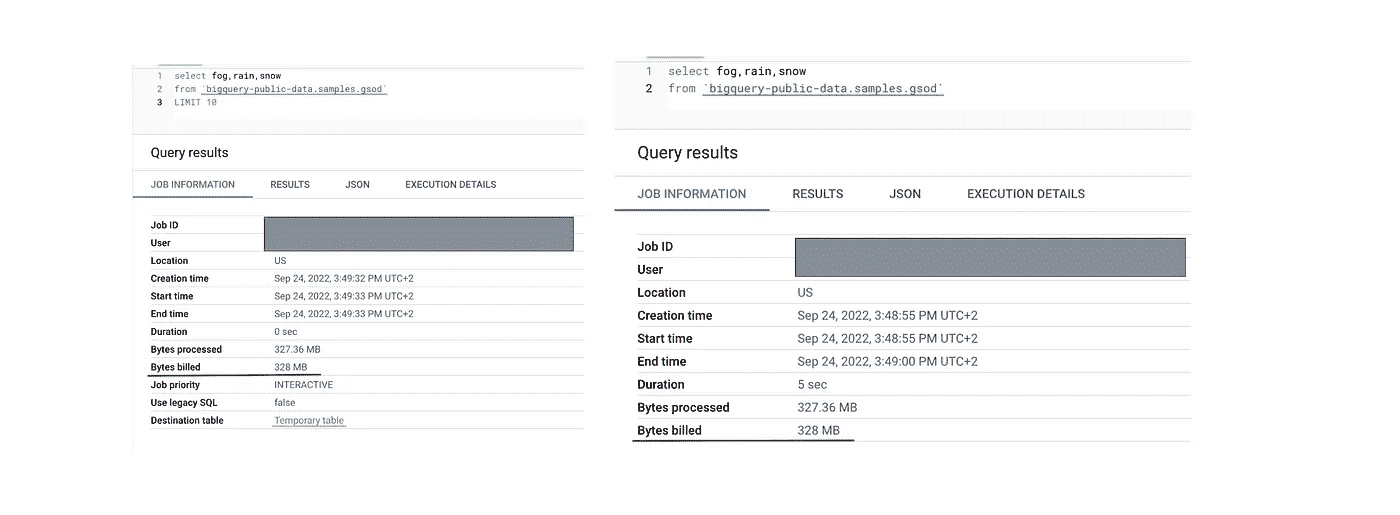 1 select fog,rain,snow
2 from `bigquery-public-data.samples.gsod`
3 LIMIT 10
Query results
JOB INFORMATION RESULTS JSON EXECUTION DETAILS
Job ID
User
Location US
Creation time Sep 24, 2022, 3:49:32 PM UTC+2
Start time Sep 24, 2022, 3:49:33 PM UTC+2
End time Sep 24, 2022, 3:49:33 PM UTC+2
Duration 0 sec
Bytes processed 327.36 MB
Bytes billed 328 MB
Job priority INTERACTIVE
Use legacy SQL false
Destination table Temporary table
1 select fog,rain,snow
2 from `bigquery-public-data.samples.gsod`
Query results
JOB INFORMATION RESULTS JSON EXECUTION DETAILS
Job ID
User
Location US
Creation time Sep 24, 2022, 3:48:55 PM UTC+2
Start time Sep 24, 2022, 3:48:55 PM UTC+2
End time Sep 24, 2022, 3:49:00 PM UTC+2
Duration 5 sec
Bytes processed 327.36 MB
Bytes billed 328 MB